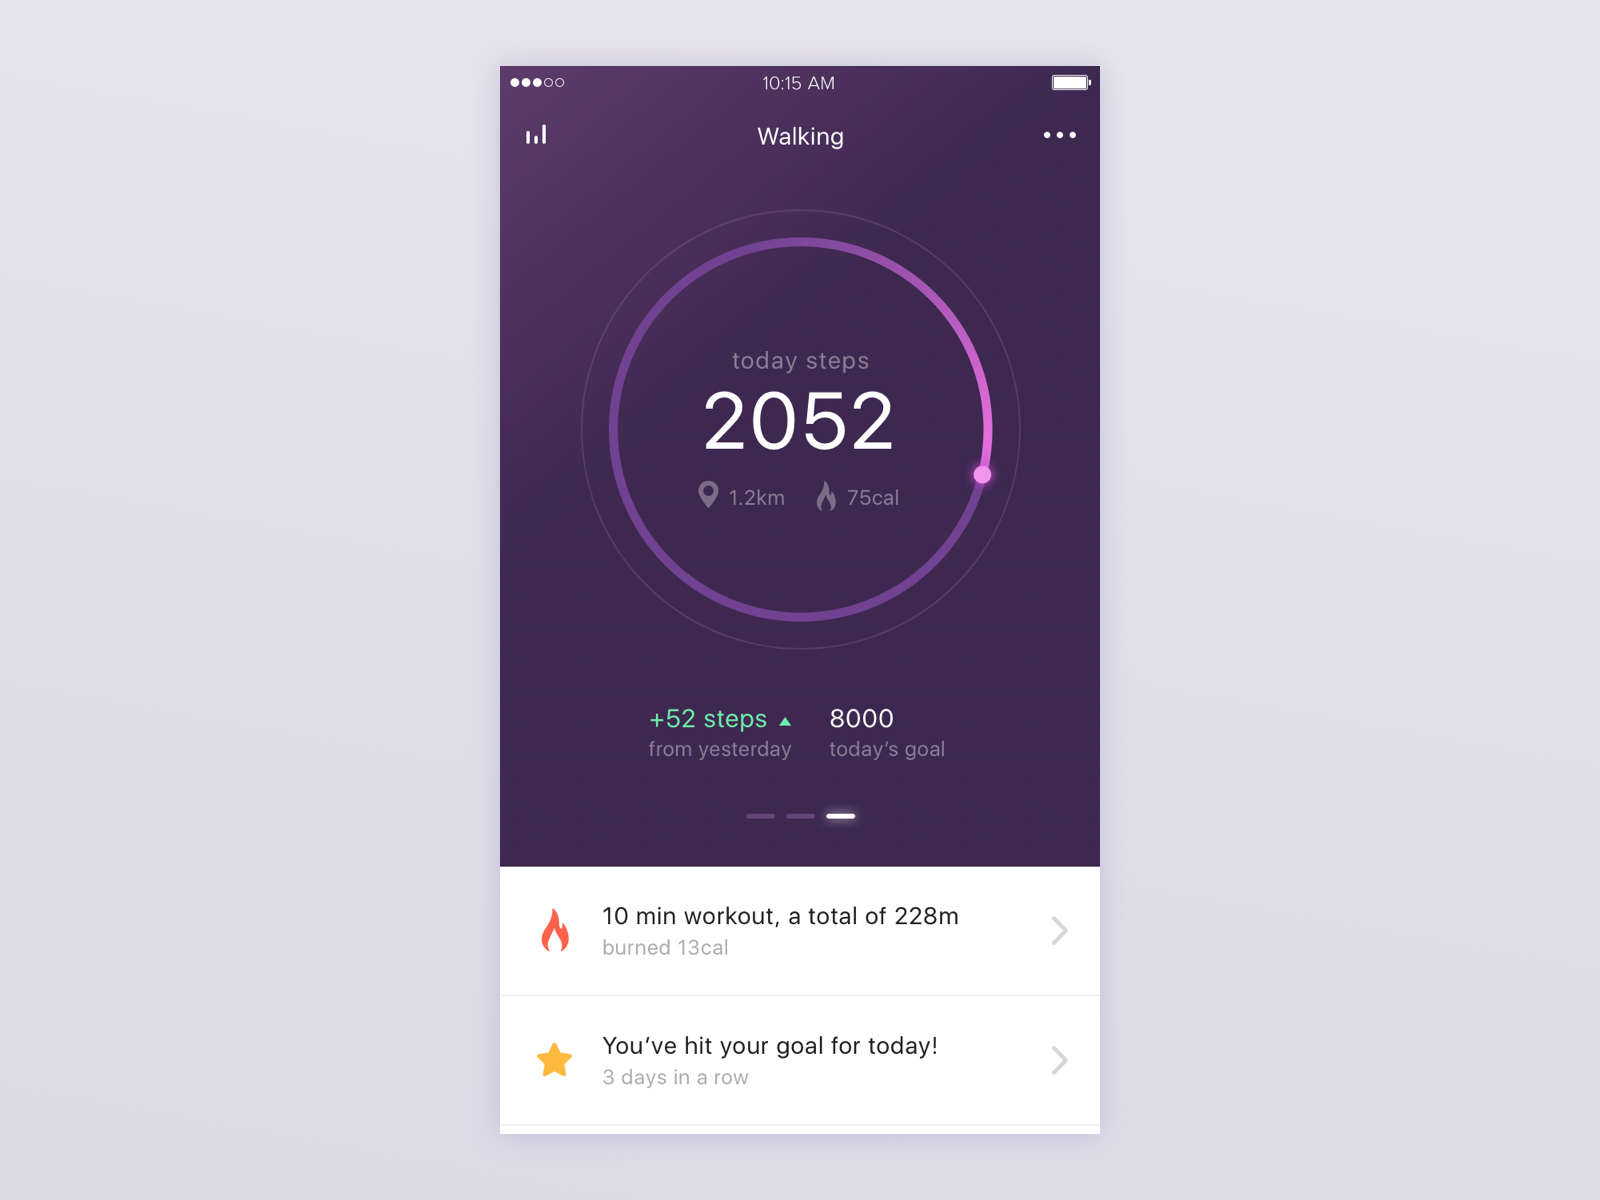 10:15 AM
Walking
today steps
2052
1.2km 75cal
+52 steps 8000
from yesterday today’s goal
10 min workout, a total of 228m
burned 13cal
You’ve hit your goal for today!
3 days in a row